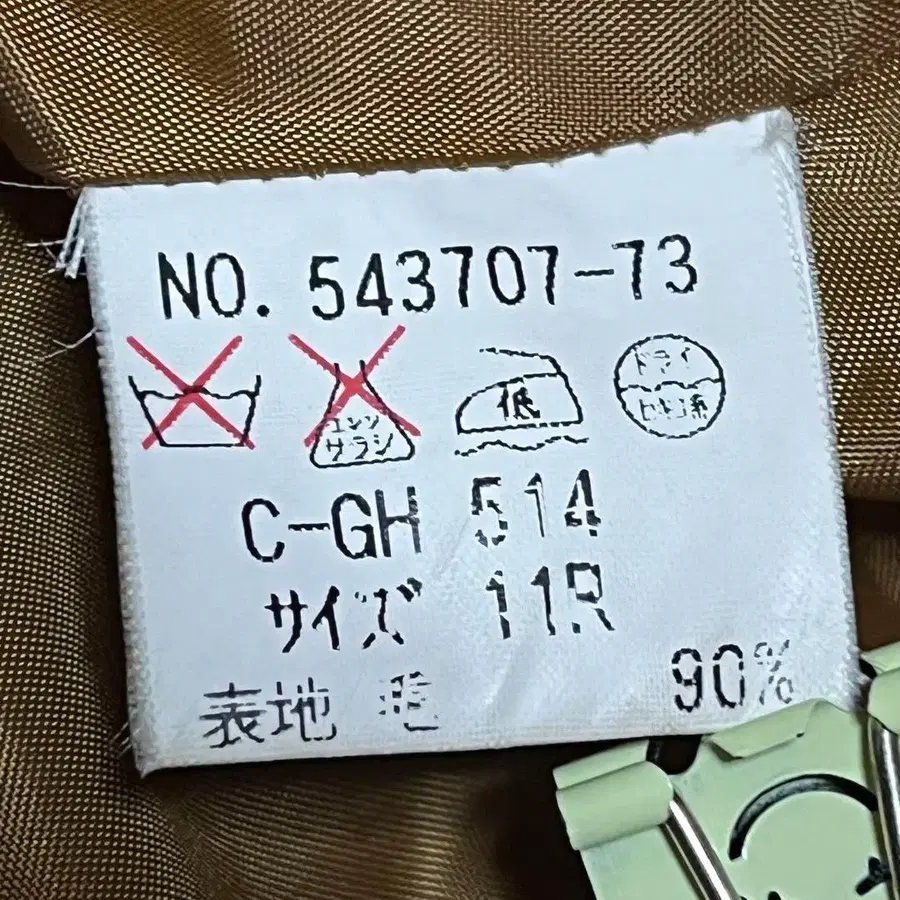 NO. 543707-73
エンソ
サラシ
低
ドライ
セキユ系
C-GH 514
サイズ 11R
表地 毛 90%